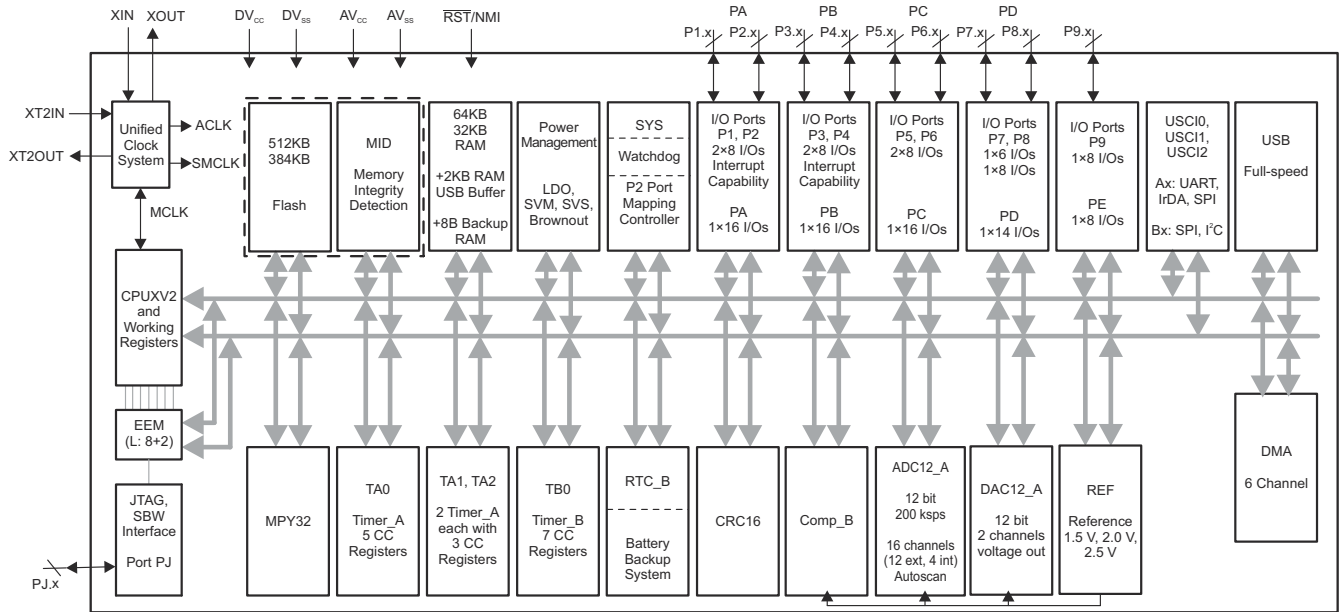 XIN
XOUT
DVCC
DVSS
AVCC
AVSS
RST/NMI
PA
PB
PC
PD
P1.x
P2.x
P3.x
P4.x
P5.x
P6.x
P7.x
P8.x
P9.x
XT2IN
XT2OUT
Unified
Clock
System
ACLK
SMCLK
MCLK
512KB
384KB
Flash
MID
Memory
Integrity
Detection
64KB
32KB
RAM
+2KB RAM
USB Buffer
+8B Backup
RAM
Power
Management
LDO,
SVM, SVS,
Brownout
SYS
Watchdog
P2 Port
Mapping
Controller
I/O Ports
P1, P2
2×8 I/Os
Interrupt
Capability
PA
1×16 I/Os
I/O Ports
P3, P4
2×8 I/Os
Interrupt
Capability
PB
1×16 I/Os
I/O Ports
P5, P6
2×8 I/Os
PC
1×16 I/Os
I/O Ports
P7, P8
1×6 I/Os
1×8 I/Os
PD
1×14 I/Os
I/O Ports
P9
1×8 I/Os
PE
1×8 I/Os
USCI0,
USCI1,
USCI2
Ax: UART,
IrDA, SPI
Bx: SPI, I²C
USB
Full-speed
CPUXV2
and
Working
Registers
EEM
(L: 8+2)
JTAG,
SBW
Interface
Port PJ
PJ.x
MPY32
TA0
Timer_A
5 CC
Registers
TA1, TA2
2 Timer_A
each with
3 CC
Registers
TB0
Timer_B
7 CC
Registers
RTC_B
Battery
Backup
System
CRC16
Comp_B
ADC12_A
12 bit
200 ksps
16 channels
(12 ext, 4 int)
Autoscan
DAC12_A
12 bit
2 channels
voltage out
REF
Reference
1.5 V, 2.0 V,
2.5 V
DMA
6 Channel